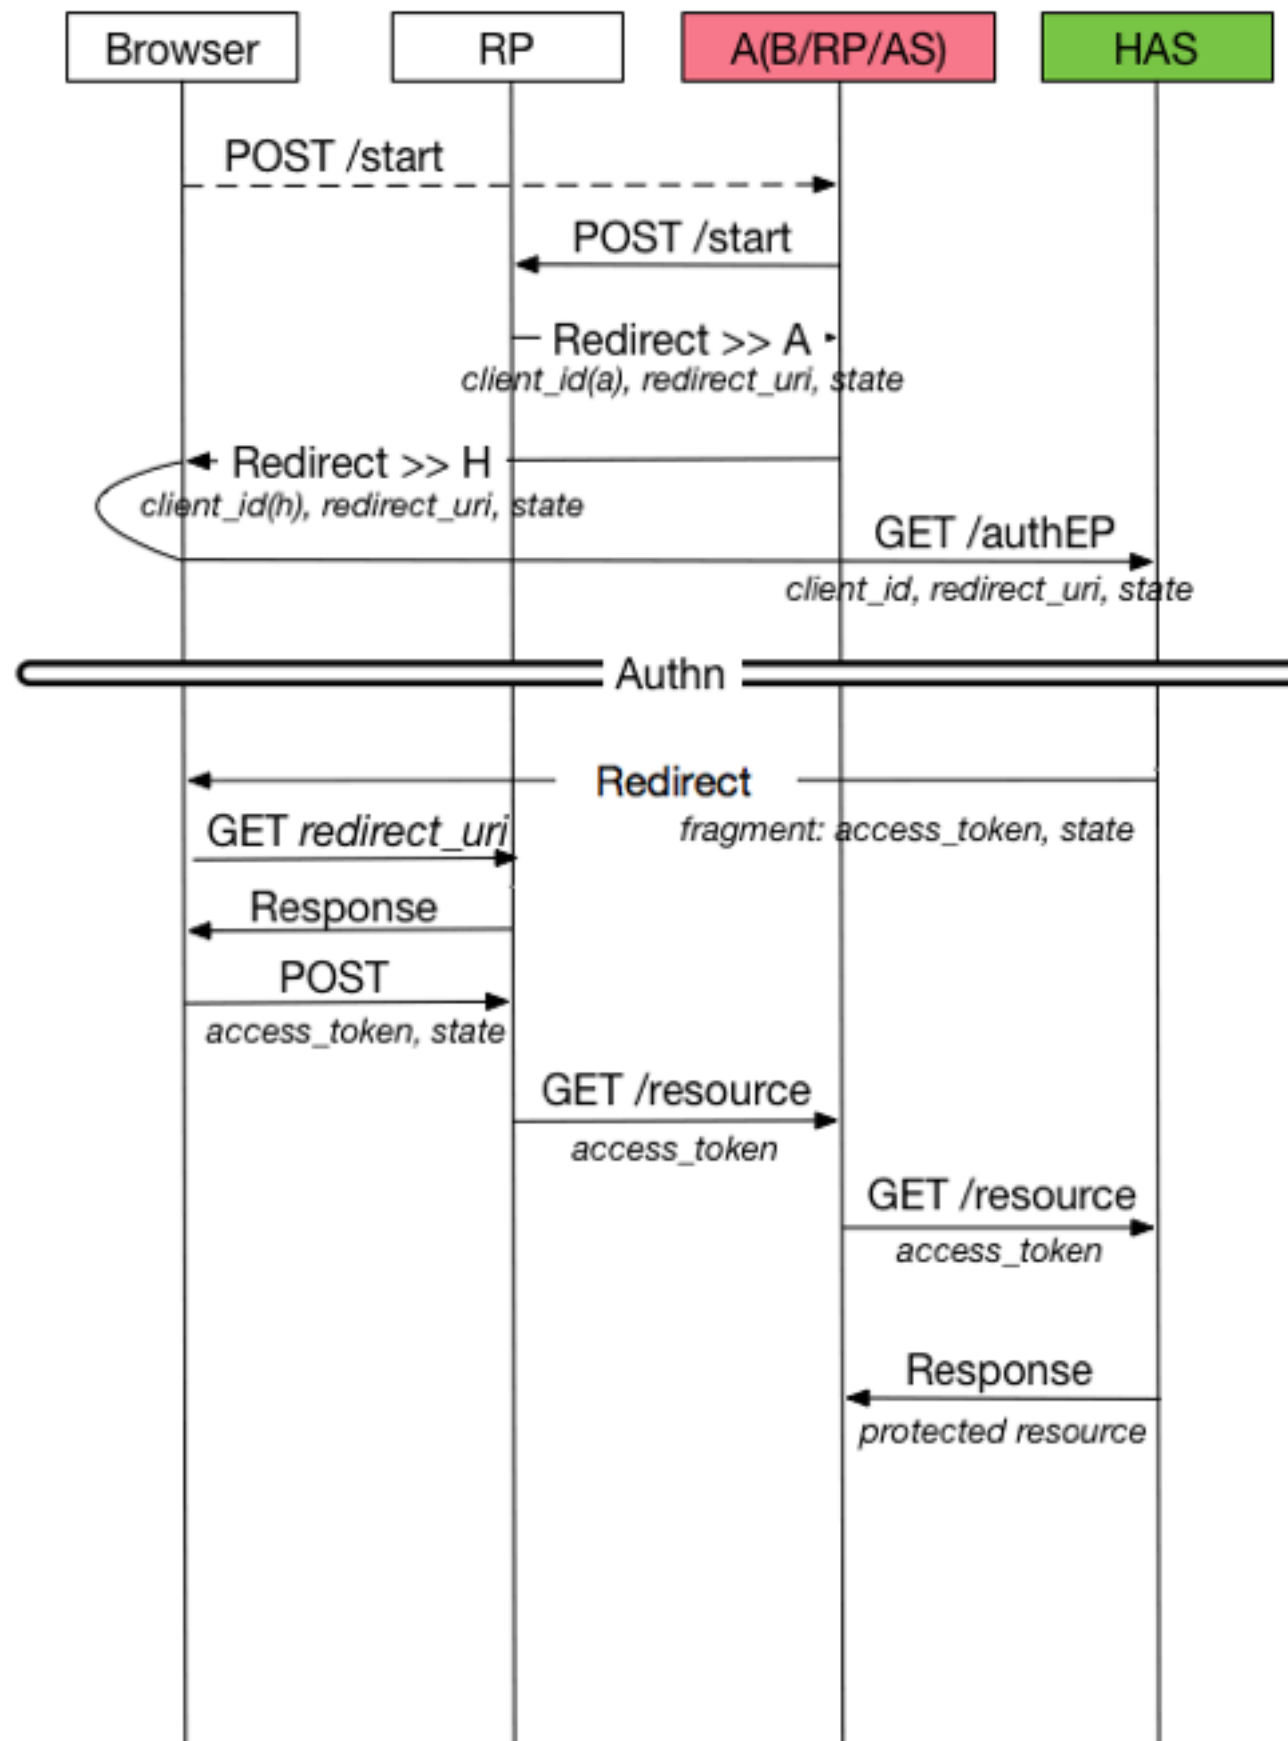 Browser
RP
A(B/RP/AS)
HAS
POST /start
POST /start
Redirect >> A
client_id(a), redirect_uri, state
Redirect >> H
client_id(h), redirect_uri, state
GET /authEP
client_id, redirect_uri, state
Authn
Redirect
GET redirect_uri
fragment: access_token, state
Response
POST
access_token, state
GET /resource
access_token
GET /resource
access_token
Response
protected resource